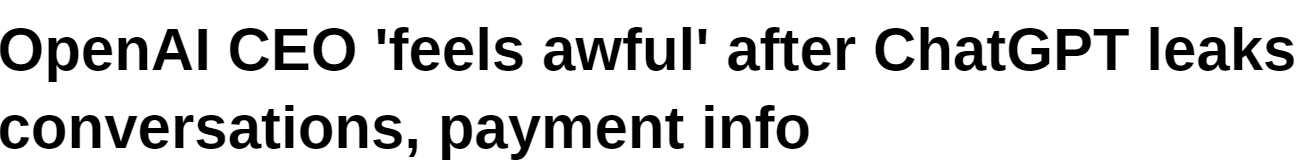 OpenAI CEO 'feels awful' after ChatGPT leaks
conversations, payment info